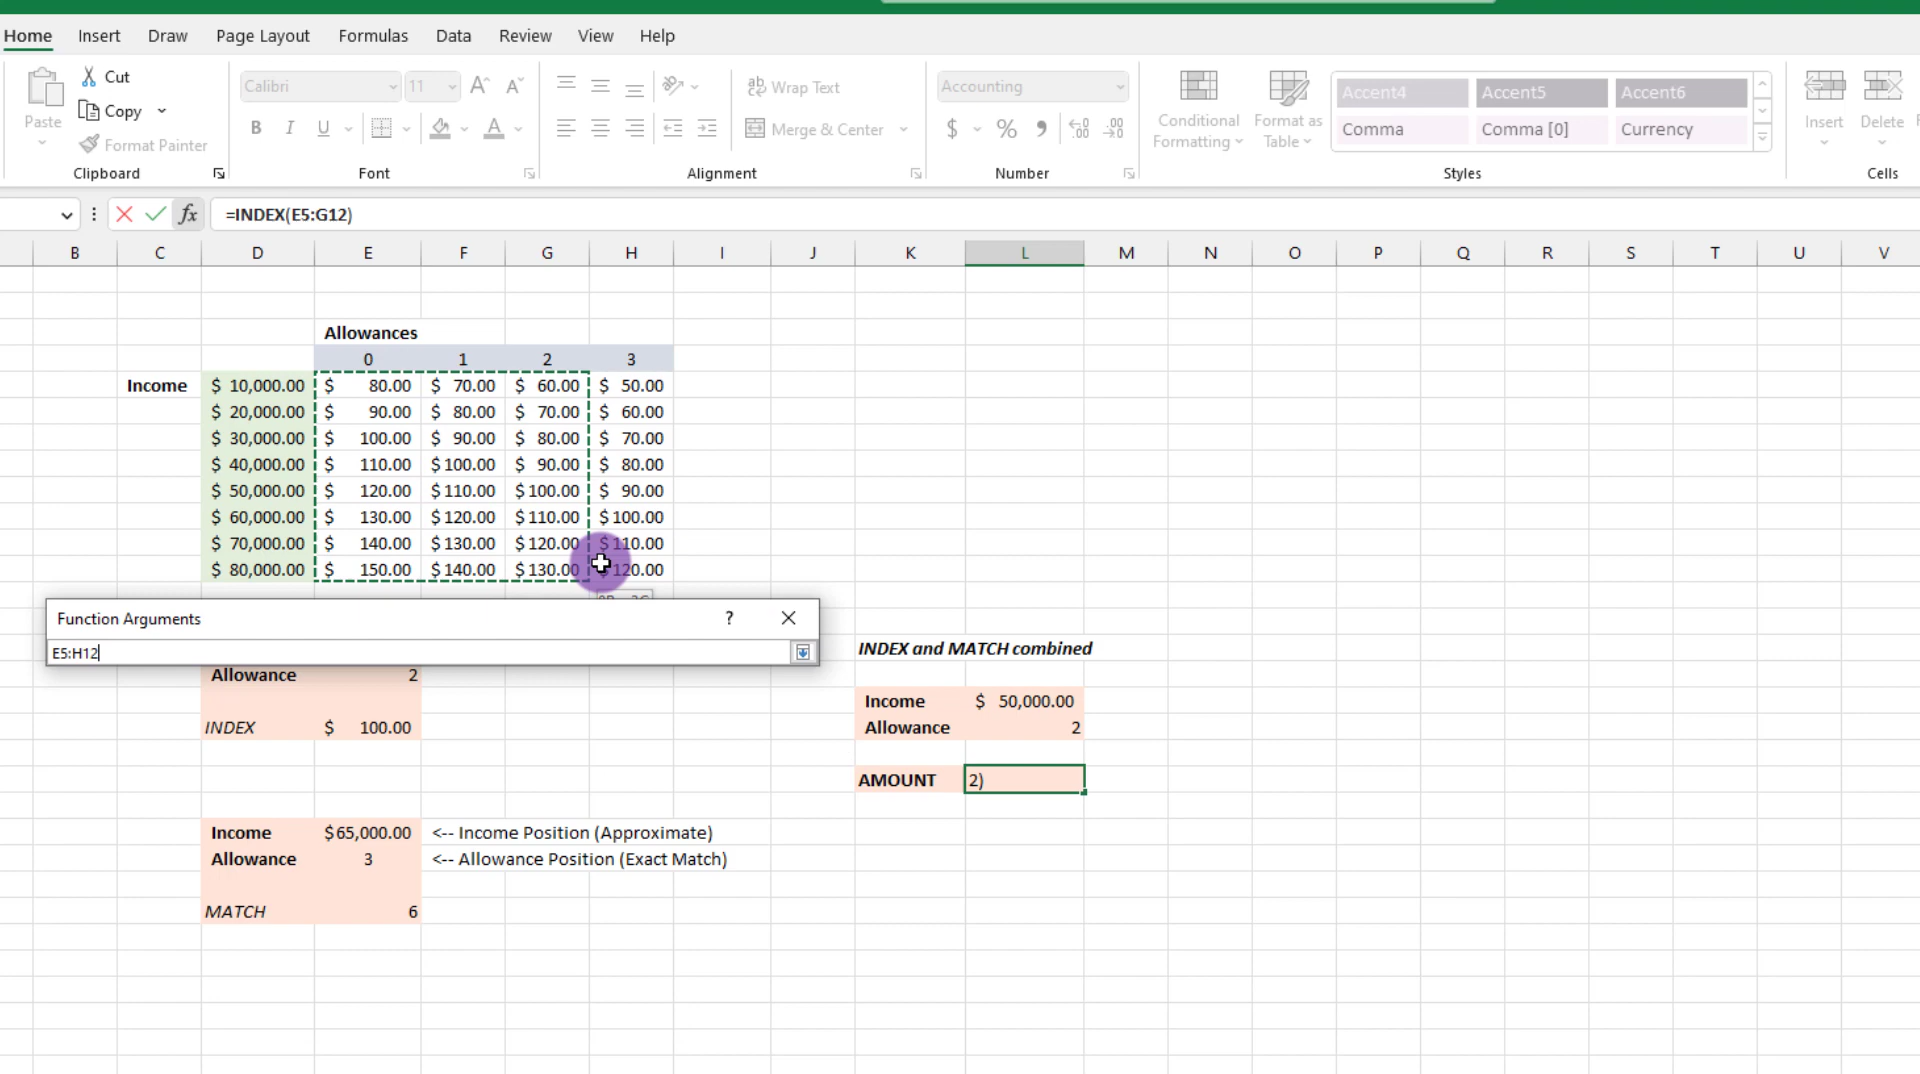 Home Insert Draw Page Layout Formulas Data Review View Help
Paste
Cut
Copy
Format Painter
Clipboard
Calibri 11
B I U A
Font
ab Wrap Text
Merge & Center
Alignment
Accounting
$ % 9 .00 .00
Number
Conditional Formatting
Format as Table
Accent4 Accent5 Accent6
Comma Comma [0] Currency
Styles
Insert Delete
Cells
fx =INDEX(E5:G12)
B C D E F G H I J K L M N O P Q R S T U V
Allowances
0 1 2 3
Income $ 10,000.00 $ 80.00 $ 70.00 $ 60.00 $ 50.00
$ 20,000.00 $ 90.00 $ 80.00 $ 70.00 $ 60.00
$ 30,000.00 $ 100.00 $ 90.00 $ 80.00 $ 70.00
$ 40,000.00 $ 110.00 $ 100.00 $ 90.00 $ 80.00
$ 50,000.00 $ 120.00 $ 110.00 $ 100.00 $ 90.00
$ 60,000.00 $ 130.00 $ 120.00 $ 110.00 $ 100.00
$ 70,000.00 $ 140.00 $ 130.00 $ 120.00 $ 110.00
$ 80,000.00 $ 150.00 $ 140.00 $ 130.00 $ 120.00
Function Arguments ? X
E5:H12
Allowance 2
INDEX $ 100.00
INDEX and MATCH combined
Income $ 50,000.00
Allowance 2
AMOUNT 2)
Income $65,000.00 <-- Income Position (Approximate)
Allowance 3 <-- Allowance Position (Exact Match)
MATCH 6